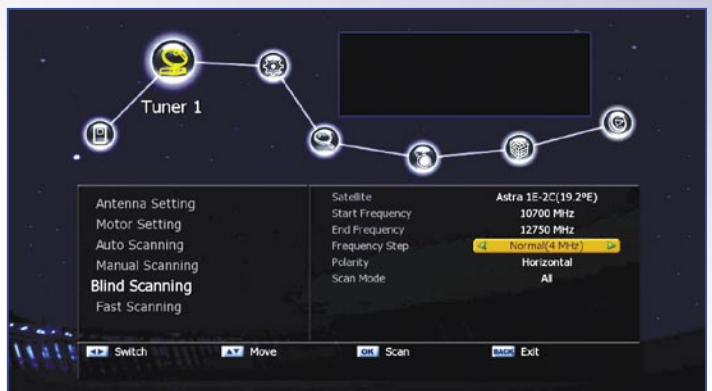 Tuner 1
Antenna Setting
Motor Setting
Auto Scanning
Manual Scanning
Blind Scanning
Fast Scanning
Satellite Astra 1E-2C(19.2ºE)
Start Frequency 10700 MHz
End Frequency 12750 MHz
Frequency Step Normal(4 MHz)
Polarity Horizontal
Scan Mode All
Switch Move OK Scan BACK Exit